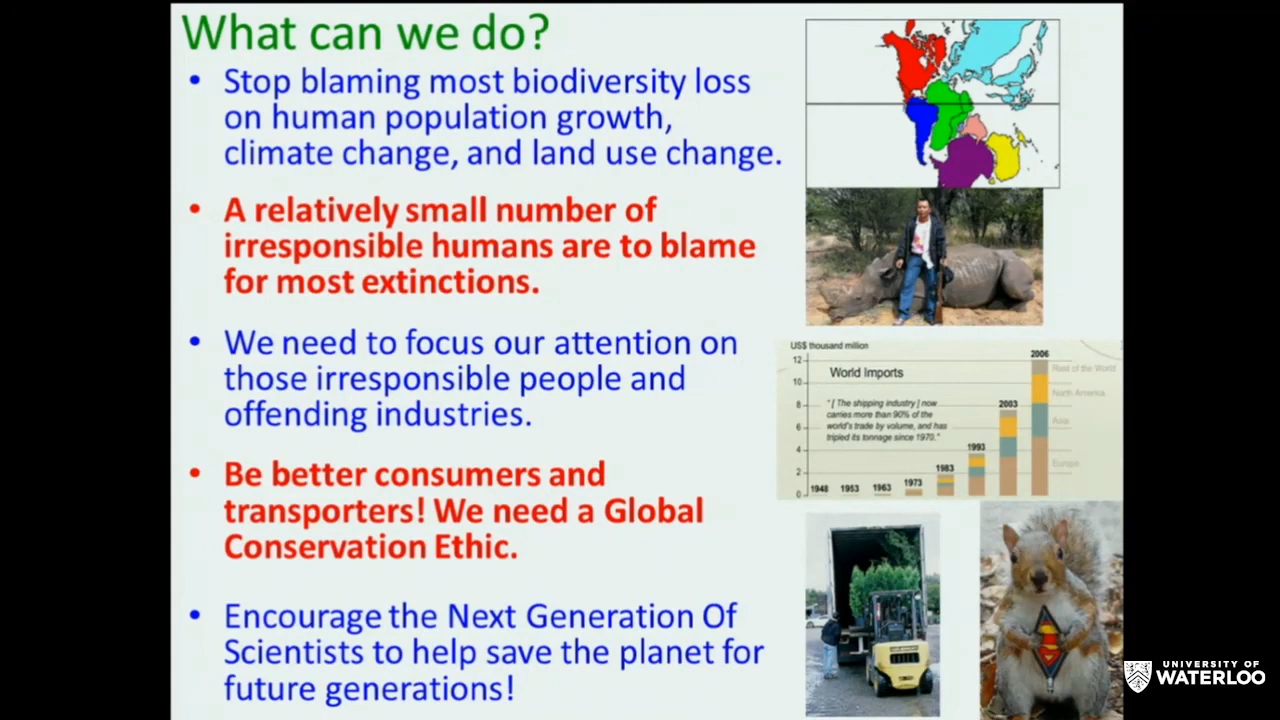 What can we do?
• Stop blaming most biodiversity loss
on human population growth,
climate change, and land use change.
• A relatively small number of
irresponsible humans are to blame
for most extinctions.
• We need to focus our attention on
those irresponsible people and
offending industries.
• Be better consumers and
transporters! We need a Global
Conservation Ethic.
• Encourage the Next Generation Of
Scientists to help save the planet for
future generations!
US$ thousand million
12
10
8
6
4
2
0
World Imports
"[ The shipping industry ] now
carries more than 90% of the
world's trade by volume, and has
tripled its tonnage since 1970."
1948
1953
1963
1973
1983
1993
2003
2006
Rest of the World
North America
Asia
Europe
S
UNIVERSITY OF
WATERLOO